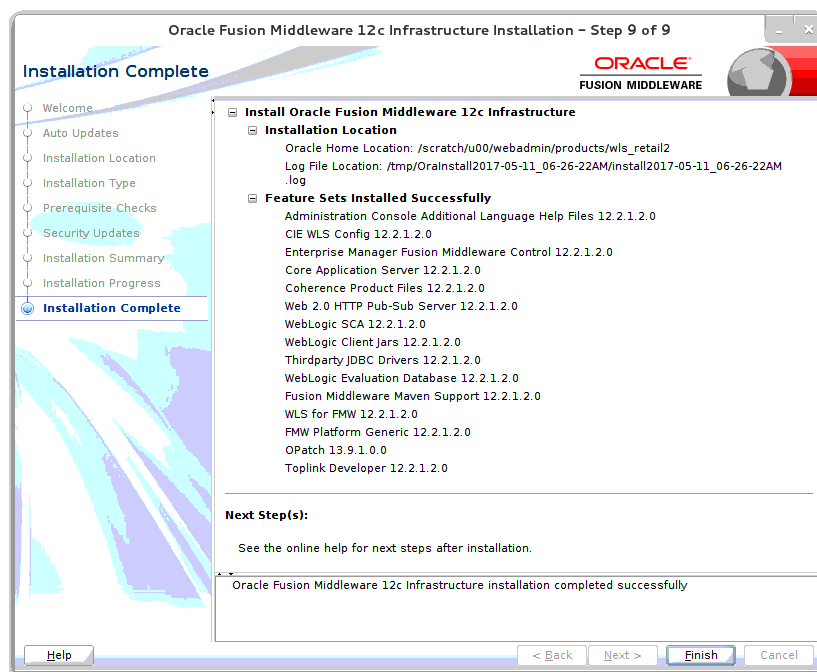 Oracle Fusion Middleware 12c Infrastructure Installation – Step 9 of 9
Installation Complete
ORACLE
FUSION MIDDLEWARE
Welcome
Auto Updates
Installation Location
Installation Type
Prerequisite Checks
Security Updates
Installation Summary
Installation Progress
Installation Complete
Install Oracle Fusion Middleware 12c Infrastructure
Installation Location
Oracle Home Location: /scratch/u00/webadmin/products/wls_retail2
Log File Location: /tmp/OraInstall2017-05-11_06-26-22AM/install2017-05-11_06-26-22AM
.log
Feature Sets Installed Successfully
Administration Console Additional Language Help Files 12.2.1.2.0
CIE WLS Config 12.2.1.2.0
Enterprise Manager Fusion Middleware Control 12.2.1.2.0
Core Application Server 12.2.1.2.0
Coherence Product Files 12.2.1.2.0
Web 2.0 HTTP Pub-Sub Server 12.2.1.2.0
WebLogic SCA 12.2.1.2.0
WebLogic Client Jars 12.2.1.2.0
Thirdparty JDBC Drivers 12.2.1.2.0
WebLogic Evaluation Database 12.2.1.2.0
Fusion Middleware Maven Support 12.2.1.2.0
WLS for FMW 12.2.1.2.0
FMW Platform Generic 12.2.1.2.0
OPatch 13.9.1.0.0
Toplink Developer 12.2.1.2.0
Next Step(s):
See the online help for next steps after installation.
Oracle Fusion Middleware 12c Infrastructure installation completed successfully
Help
< Back
Next >
Finish
Cancel